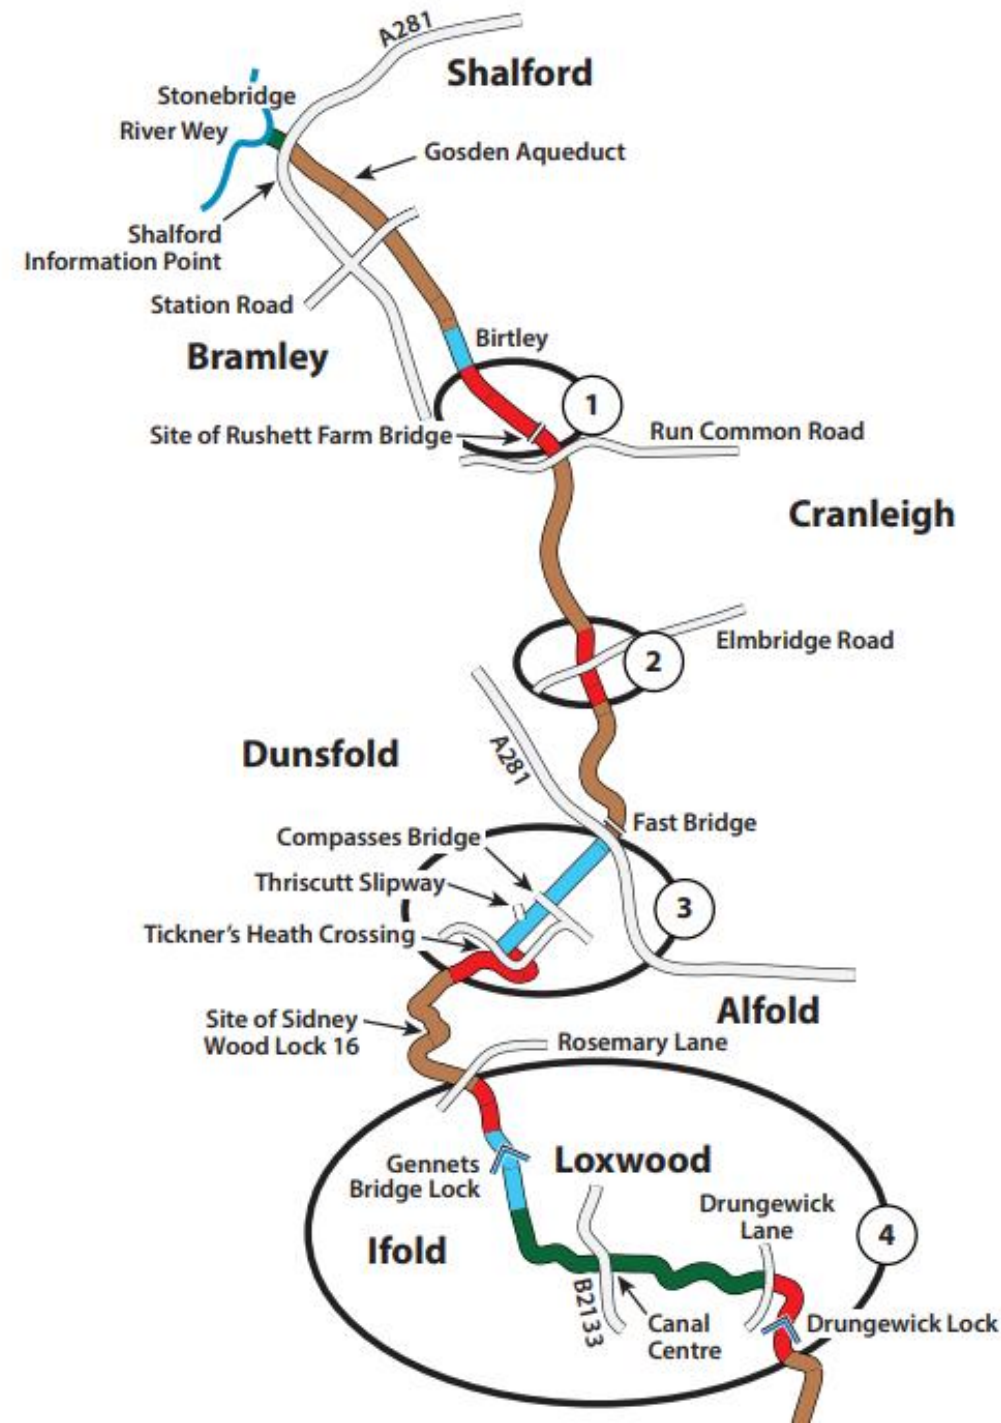 A281
Shalford
Stonebridge
River Wey
Gosden Aqueduct
Shalford
Information Point
Station Road
Birtley
Bramley
1
Site of Rushett Farm Bridge
Run Common Road
Cranleigh
Elmbridge Road
2
Dunsfold
A281
Fast Bridge
Compasses Bridge
Thriscutt Slipway
3
Tickner's Heath Crossing
Alfold
Site of Sidney
Wood Lock 16
Rosemary Lane
Gennets
Bridge Lock
Loxwood
Drungewick
Lane
4
Ifold
B2133
Canal
Centre
Drungewick Lock